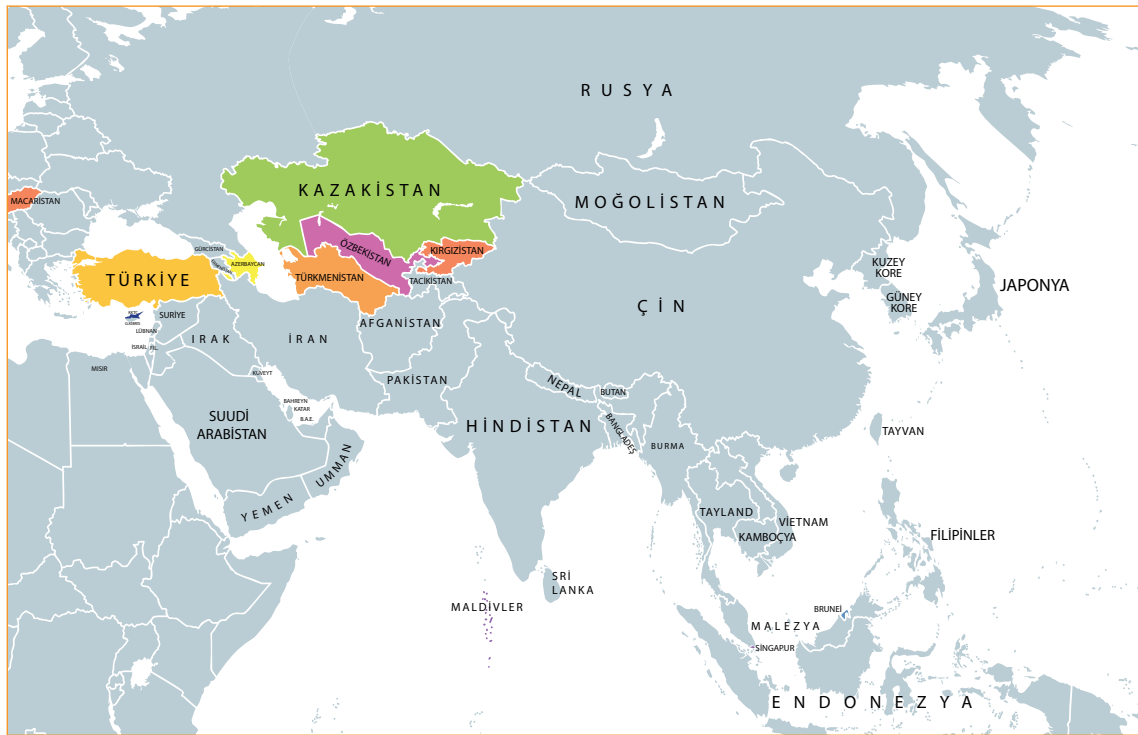 RUSYA
KAZAKİSTAN
MOĞOLİSTAN
MACARİSTAN
GÜRCİSTAN
AZERBAYCAN
ÖZBEKİSTAN
KIRGIZİSTAN
TÜRKİYE
TÜRKMENİSTAN
TACİKİSTAN
KUZEY
KORE
GÜNEY
KORE
JAPONYA
ÇİN
SURİYE
AFGANİSTAN
LÜBNAN
IRAK
İRAN
İSRAİL
FİL.
MISIR
KUVEYT
PAKİSTAN
NEPAL
BUTAN
BAHREYN
KATAR
B.A.E.
SUUDİ
ARABİSTAN
HİNDİSTAN
BANGLADEŞ
BURMA
TAYVAN
UMMAN
YEMEN
TAYLAND
VİETNAM
KAMBOÇYA
FİLİPİNLER
SRİ
LANKA
MALDİVLER
BRUNEİ
MALEZYA
SİNGAPUR
ENDONEZYA